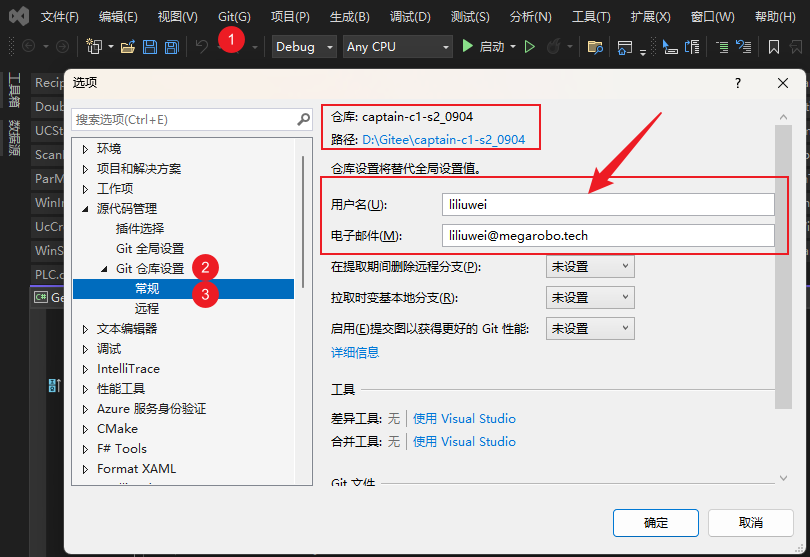 文件(F) 编辑(E) 视图(V) Git(G) 项目(P) 生成(B) 调试(D) 测试(S) 分析(N) 工具(T) 扩展(X) 窗口(W) 帮助(H)
1
Debug Any CPU 启动
工具箱
数据源
Recip
Doub
UCSt
Scanl
ParM
WinIn
UcCr
WinS
PLC.c
C# Ge
选项
?
搜索选项(Ctrl+E)
环境
项目和解决方案
工作项
源代码管理
插件选择
Git 全局设置
Git 仓库设置 2
常规 3
远程
文本编辑器
调试
IntelliTrace
性能工具
Azure 服务身份验证
CMake
F# Tools
Format XAML
仓库: captain-c1-s2_0904
路径: D:\Gitee\captain-c1-s2_0904
仓库设置将替代全局设置值。
用户名(U): liliuwei
电子邮件(M): liliuwei@megarobo.tech
在提取期间删除远程分支(P): 未设置
拉取时变基本地分支(R): 未设置
启用(E)提交图以获得更好的 Git 性能: 未设置
详细信息
工具
差异工具: 无 使用 Visual Studio
合并工具: 无 使用 Visual Studio
Git 文件
确定 取消